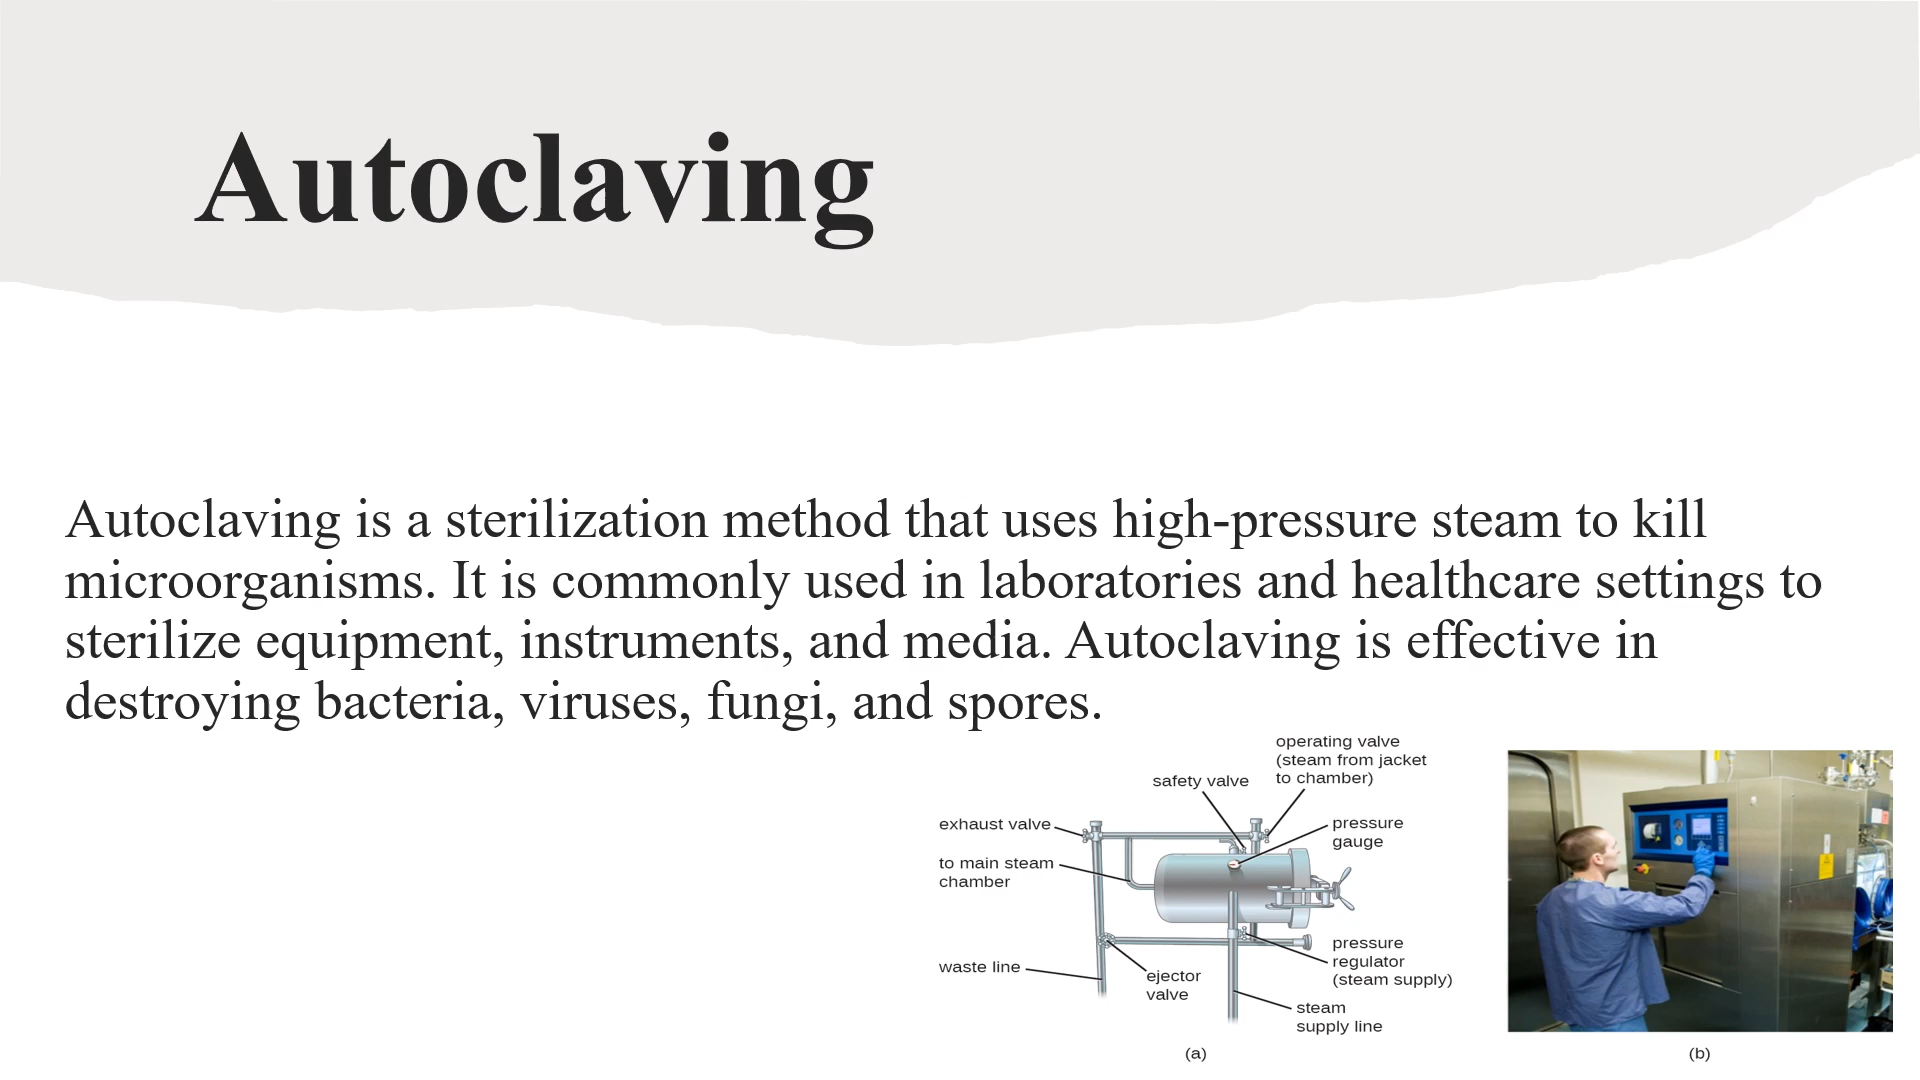 Autoclaving
Autoclaving is a sterilization method that uses high-pressure steam to kill
microorganisms. It is commonly used in laboratories and healthcare settings to
sterilize equipment, instruments, and media. Autoclaving is effective in
destroying bacteria, viruses, fungi, and spores.
operating valve
(steam from jacket
to chamber)
safety valve
exhaust valve
pressure
gauge
to main steam
chamber
pressure
regulator
(steam supply)
waste line
ejector
valve
steam
supply line
(a)
(b)